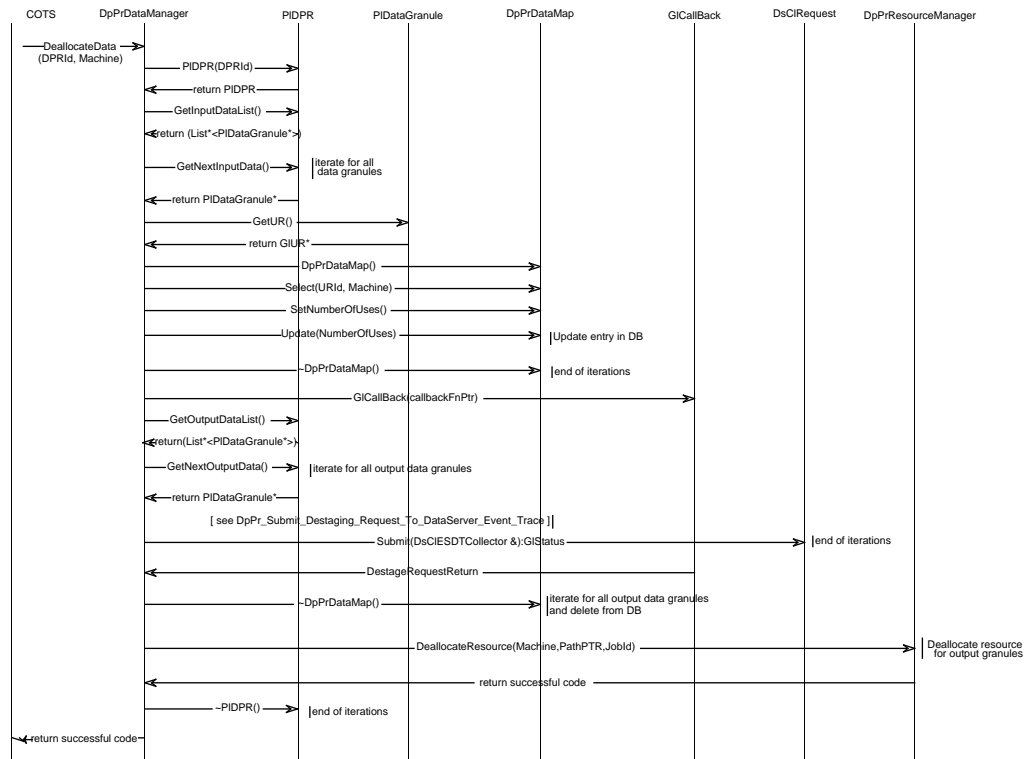 COTS DpPrDataManager PlDPR PlDataGranule DpPrDataMap GlCallBack DsClRequest DpPrResourceManager
DeallocateData
(DPRId, Machine)
PlDPR(DPRId)
return PlDPR
GetInputDataList()
return (List*<PlDataGranule*>)
GetNextInputData()
iterate for all
data granules
return PlDataGranule*
GetUR()
return GlUR*
DpPrDataMap()
Select(URId, Machine)
SetNumberOfUses()
Update(NumberOfUses)
Update entry in DB
~DpPrDataMap()
end of iterations
GlCallBack(callbackFnPtr)
GetOutputDataList()
return(List*<PlDataGranule*>)
GetNextOutputData()
iterate for all output data granules
return PlDataGranule*
[ see DpPr_Submit_Destaging_Request_To_DataServer_Event_Trace ]
Submit(DsClESDTCollector &):GlStatus
end of iterations
DestageRequestReturn
~DpPrDataMap()
iterate for all output data granules
and delete from DB
DeallocateResource(Machine,PathPTR,JobId)
Deallocate resource
for output granules
return successful code
~PlDPR()
end of iterations
return successful code